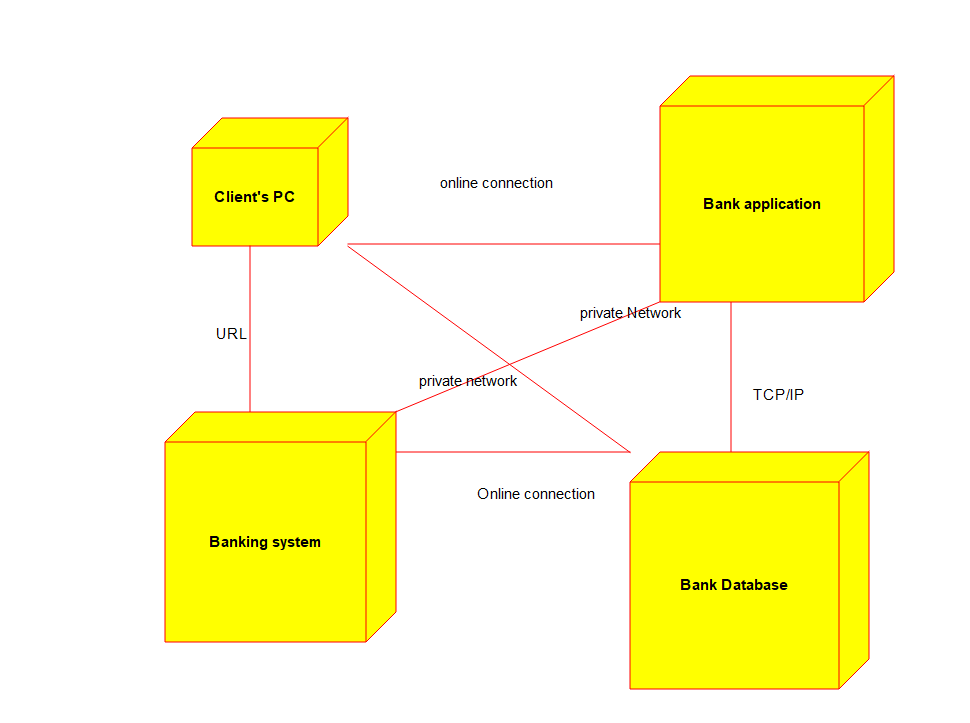 online connection
Client's PC
Bank application
private Network
URL
private network
TCP/IP
Online connection
Banking system
Bank Database